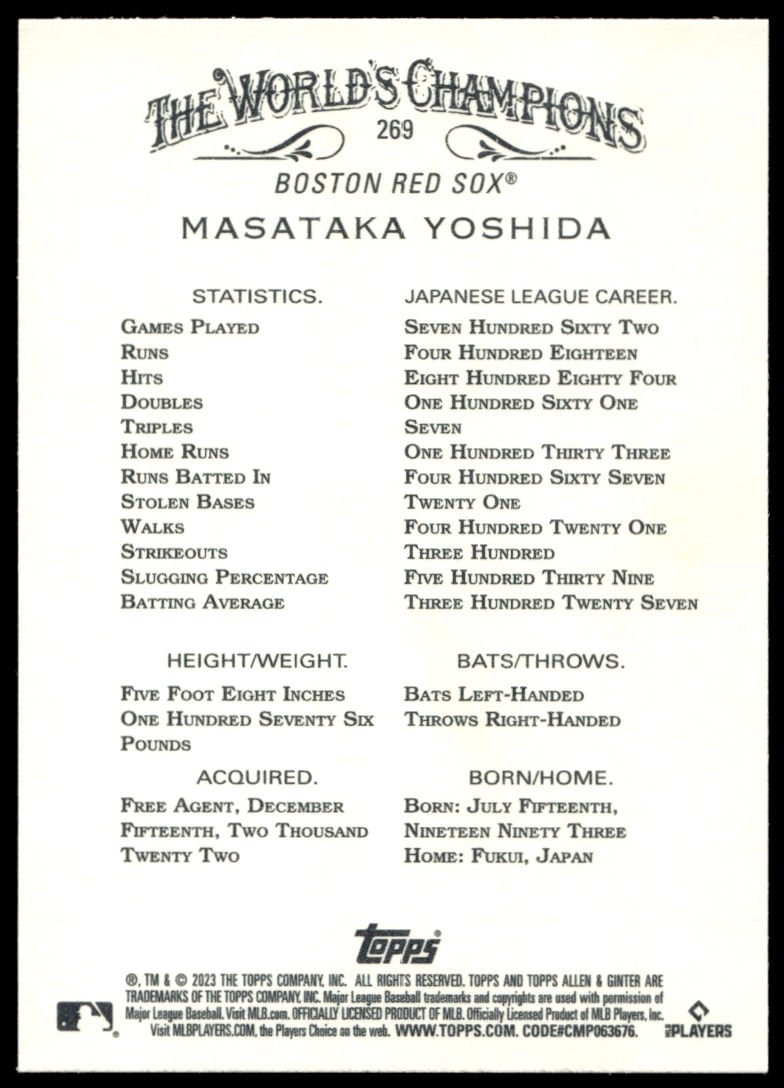 THE WORLD'S CHAMPIONS
269
BOSTON RED SOX®
MASATAKA YOSHIDA
STATISTICS. JAPANESE LEAGUE CAREER.
GAMES PLAYED SEVEN HUNDRED SIXTY TWO
RUNS FOUR HUNDRED EIGHTEEN
HITS EIGHT HUNDRED EIGHTY FOUR
DOUBLES ONE HUNDRED SIXTY ONE
TRIPLES SEVEN
HOME RUNS ONE HUNDRED THIRTY THREE
RUNS BATTED IN FOUR HUNDRED SIXTY SEVEN
STOLEN BASES TWENTY ONE
WALKS FOUR HUNDRED TWENTY ONE
STRIKEOUTS THREE HUNDRED
SLUGGING PERCENTAGE FIVE HUNDRED THIRTY NINE
BATTING AVERAGE THREE HUNDRED TWENTY SEVEN
HEIGHT/WEIGHT.
FIVE FOOT EIGHT INCHES
ONE HUNDRED SEVENTY SIX
POUNDS
BATS/THROWS.
BATS LEFT-HANDED
THROWS RIGHT-HANDED
ACQUIRED.
FREE AGENT, DECEMBER
FIFTEENTH, TWO THOUSAND
TWENTY TWO
BORN/HOME.
BORN: JULY FIFTEENTH,
NINETEEN NINETY THREE
HOME: FUKUI, JAPAN
TOPPS®
®, TM & © 2023 THE TOPPS COMPANY, INC. ALL RIGHTS RESERVED. TOPPS AND TOPPS ALLEN & GINTER ARE
TRADEMARKS OF THE TOPPS COMPANY, INC. Major League Baseball trademarks and copyrights are used with permission of
Major League Baseball. Visit MLB.com. OFFICIALLY LICENSED PRODUCT OF MLB. Officially Licensed Product of MLB Players, Inc.
Visit MLBPLAYERS.COM, the Players Choice on the web. WWW.TOPPS.COM. CODE#CMP063676.
MLBPLAYERS